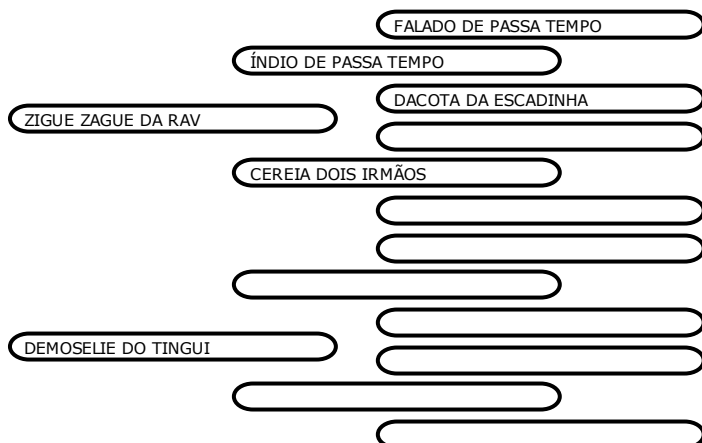 FALADO DE PASSA TEMPO
ÍNDIO DE PASSA TEMPO
DACOTA DA ESCADINHA
ZIGUE ZAGUE DA RAV
CEREIA DOIS IRMÃOS
DEMOSELIE DO TINGUI